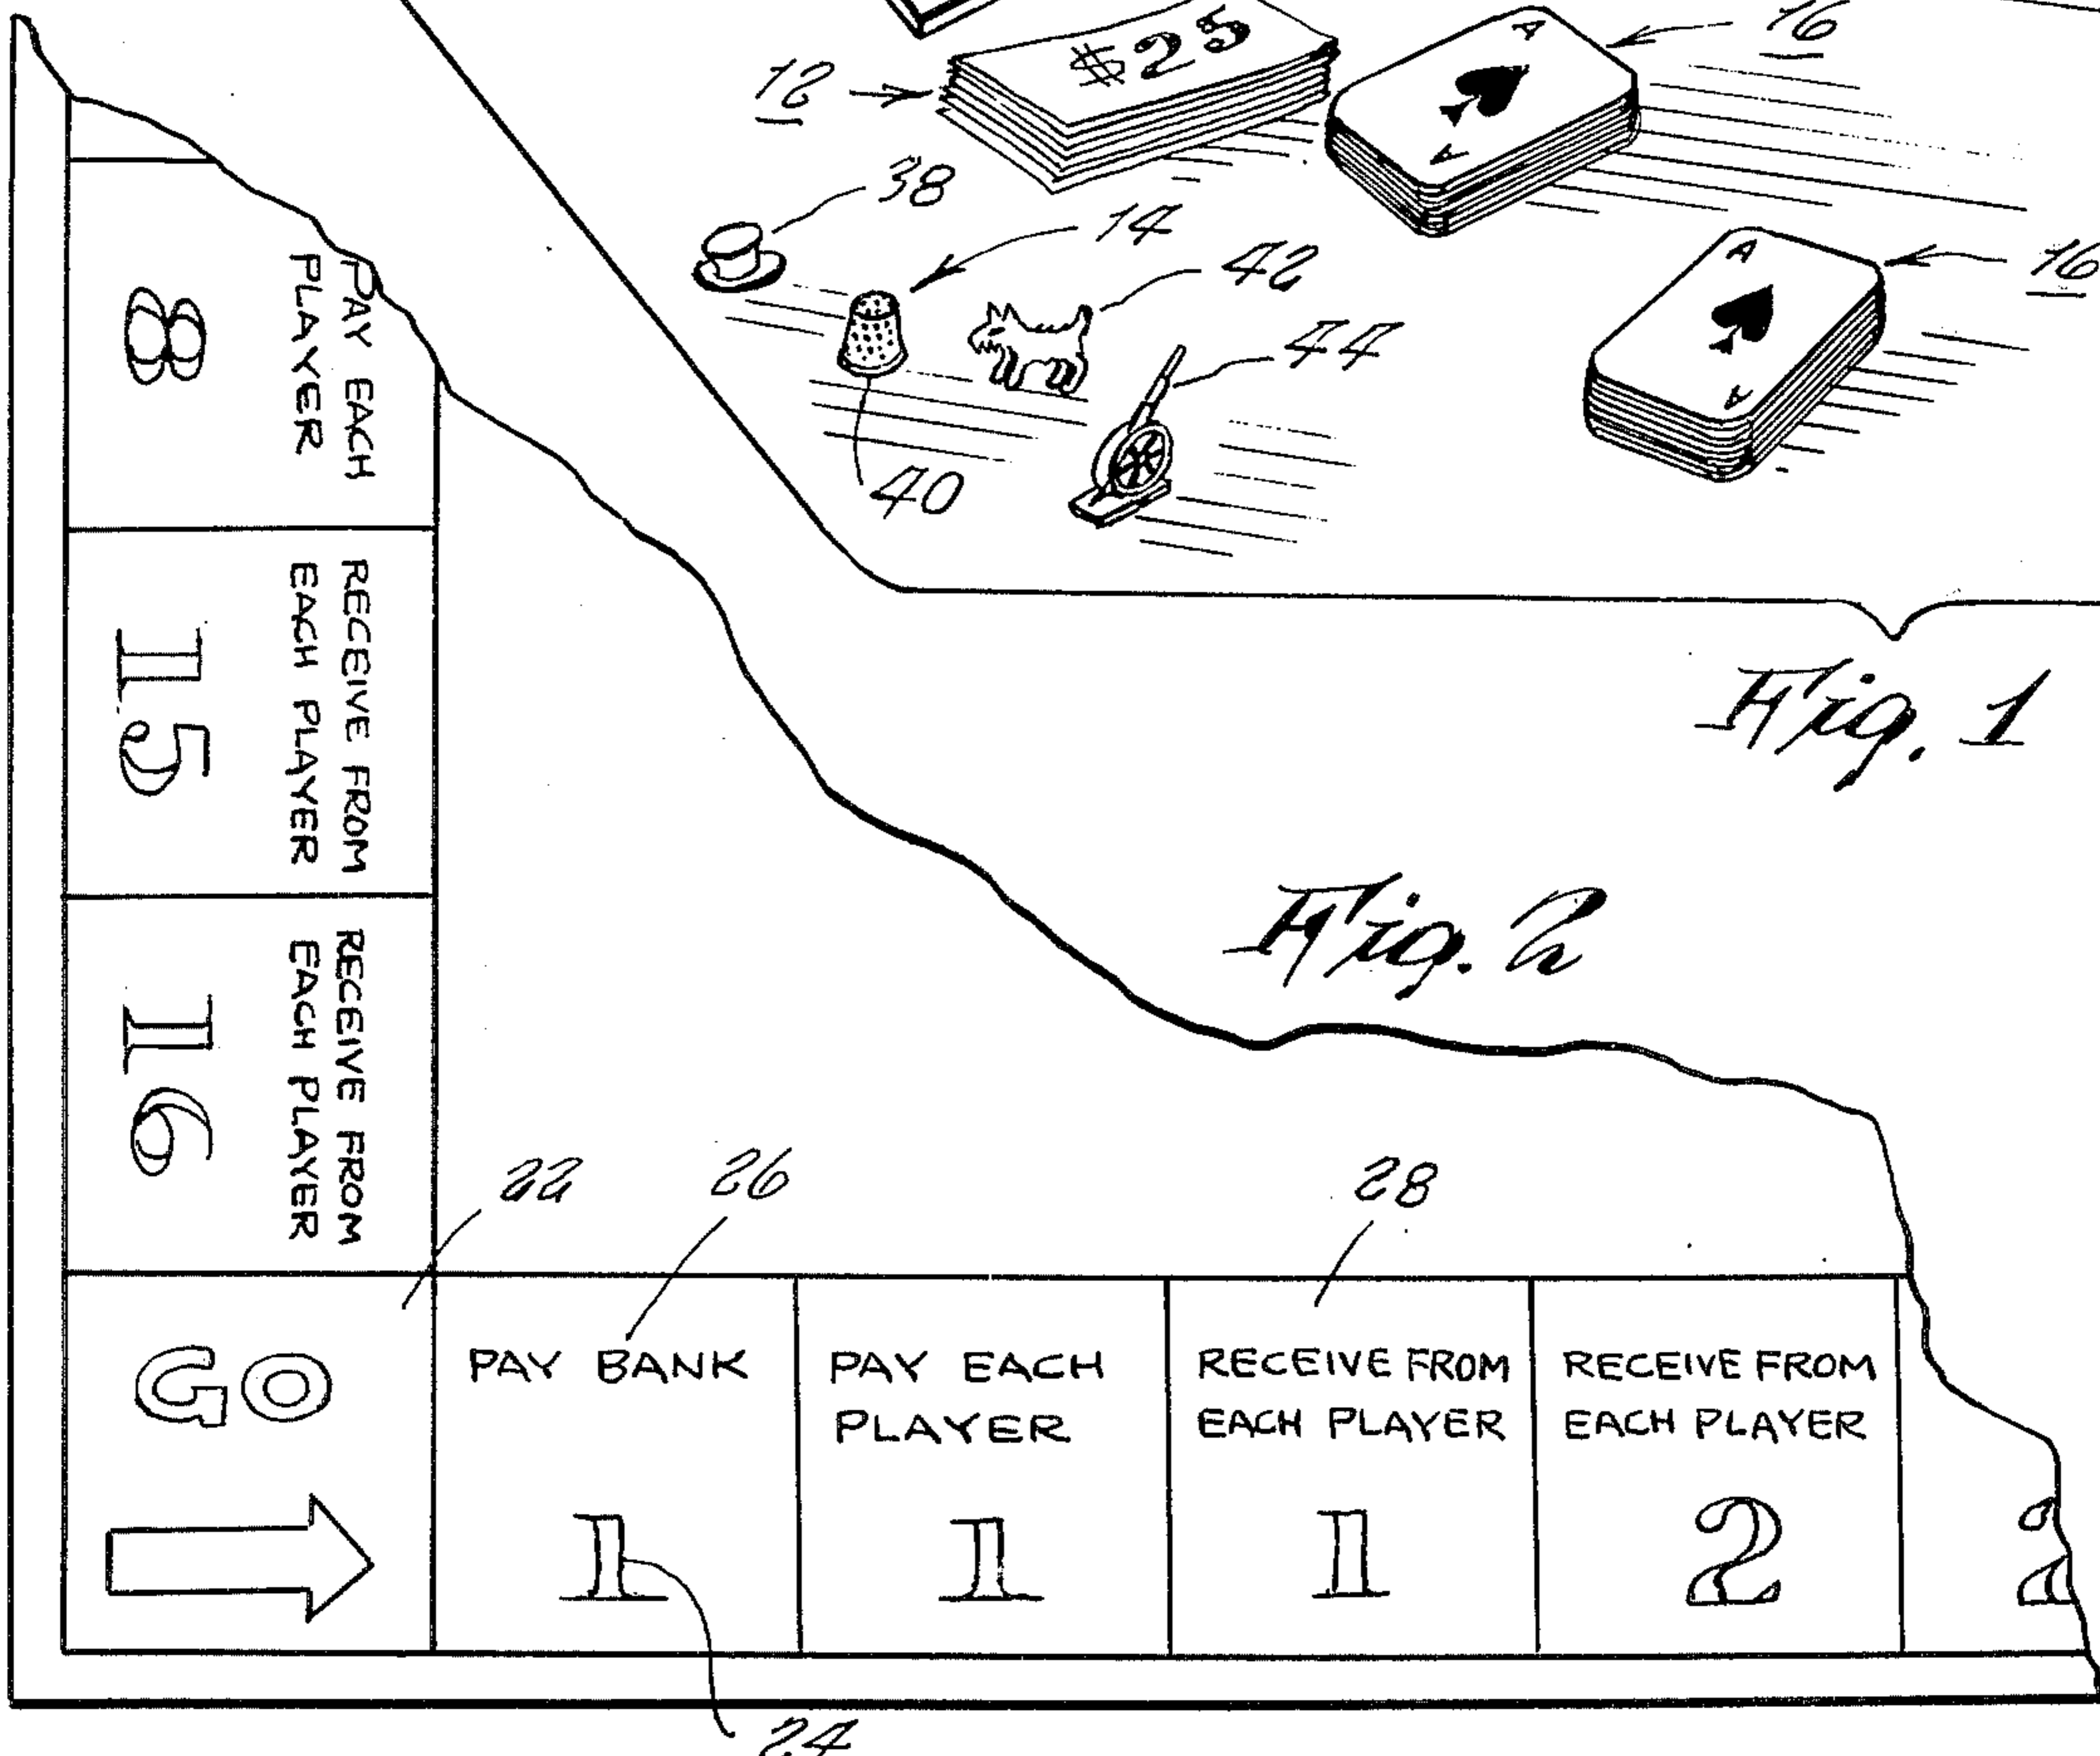 $25
12
A
A
16
38
14
42
44
40
A
A
16
Fig. 1
Fig. 2
PAY EACH
PLAYER
8
RECEIVE FROM
EACH PLAYER
15
RECEIVE FROM
EACH PLAYER
16
22
26
28
GO
PAY BANK
1
PAY EACH
PLAYER
1
RECEIVE FROM
EACH PLAYER
1
RECEIVE FROM
EACH PLAYER
2
2
24